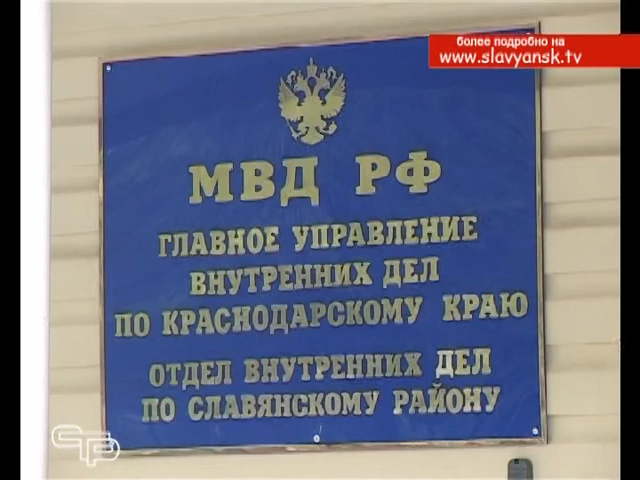 более подробно на
www.slavyansk.tv
МВД РФ
ГЛАВНОЕ УПРАВЛЕНИЕ
ВНУТРЕННИХ ДЕЛ
ПО КРАСНОДАРСКОМУ КРАЮ
ОТДЕЛ ВНУТРЕННИХ ДЕЛ
ПО СЛАВЯНСКОМУ РАЙОНУ